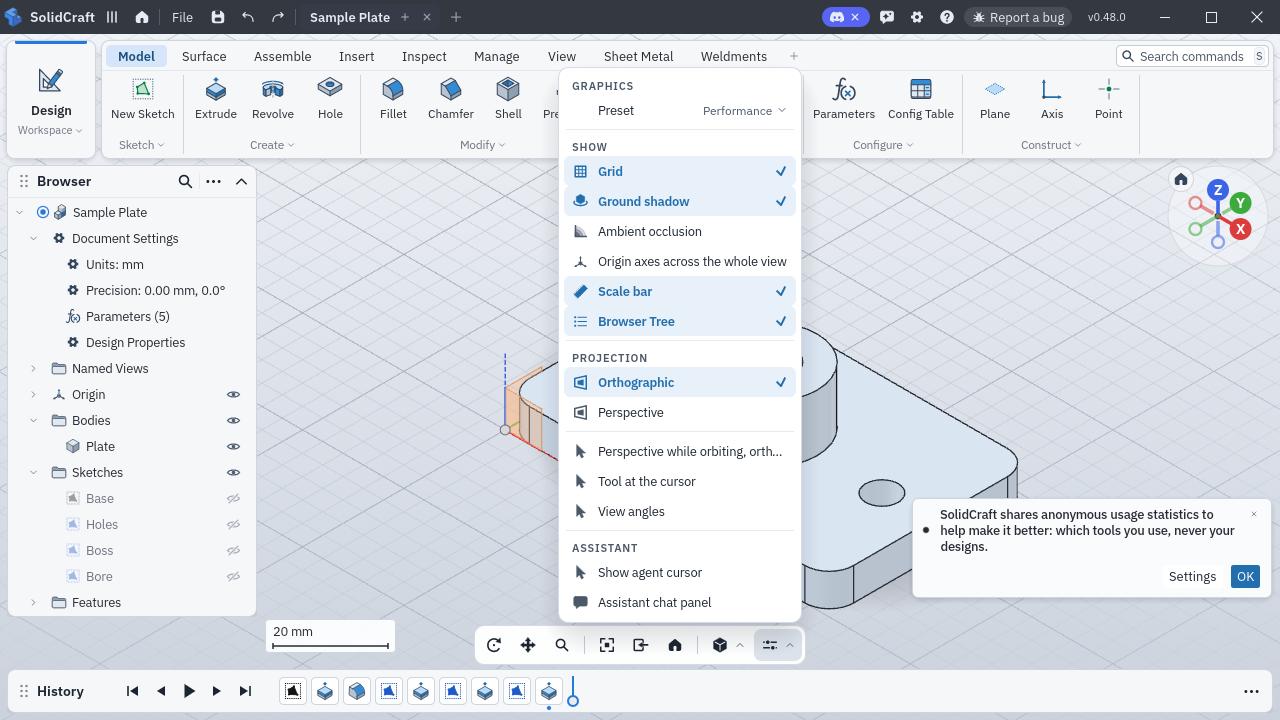 SolidCraft
File
Sample Plate
Report a bug
v0.48.0
Design
Workspace
Model
Surface
Assemble
Insert
Inspect
Manage
View
Sheet Metal
Weldments
Search commands
S
New Sketch
Extrude
Revolve
Hole
Fillet
Chamfer
Shell
Parameters
Config Table
Plane
Axis
Point
Sketch
Create
Modify
Configure
Construct
GRAPHICS
Preset
Performance
SHOW
Grid
Ground shadow
Ambient occlusion
Origin axes across the whole view
Scale bar
Browser Tree
PROJECTION
Orthographic
Perspective
Perspective while orbiting, orth...
Tool at the cursor
View angles
ASSISTANT
Show agent cursor
Assistant chat panel
Browser
Sample Plate
Document Settings
Units: mm
Precision: 0.00 mm, 0.0°
Parameters (5)
Design Properties
Named Views
Origin
Bodies
Plate
Sketches
Base
Holes
Boss
Bore
Features
Z
Y
X
SolidCraft shares anonymous usage statistics to
help make it better: which tools you use, never your
designs.
Settings
OK
20 mm
History